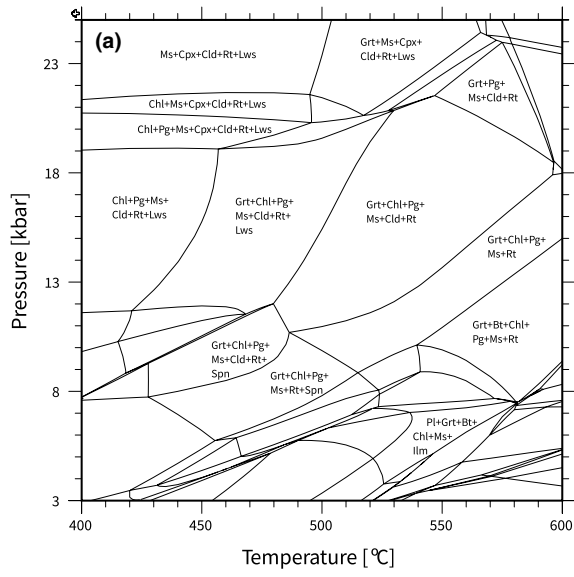 (a)
Ms+Cpx+Cld+Rt+Lws
Grt+Ms+Cpx+
Cld+Rt+Lws
Chl+Ms+Cpx+Cld+Rt+Lws
Grt+Pg+
Ms+Cld+Rt
Chl+Pg+Ms+Cpx+Cld+Rt+Lws
Chl+Pg+Ms+
Cld+Rt+Lws
Grt+Chl+Pg+
Ms+Cld+Rt+
Lws
Grt+Chl+Pg+
Ms+Cld+Rt
Grt+Chl+Pg+
Ms+Rt
Grt+Bt+Chl+
Pg+Ms+Rt
Grt+Chl+Pg+
Ms+Cld+Rt+
Spn
Grt+Chl+Pg+
Ms+Rt+Spn
Pl+Grt+Bt+
Chl+Ms+
Ilm
23
18
13
8
3
Pressure [kbar]
400 450 500 550 600
Temperature [℃]